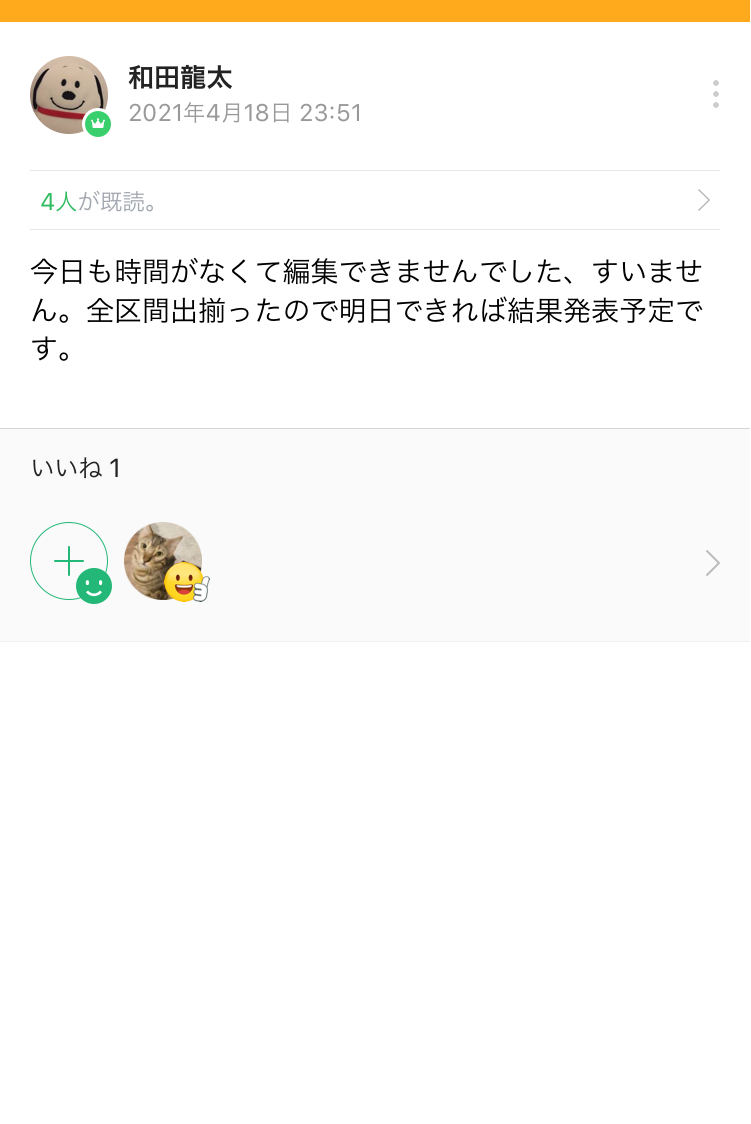 和田龍太
2021年4月18日 23:51
4人が既読。
今日も時間がなくて編集できませんでした、すいませ
ん。全区間出揃ったので明日できれば結果発表予定で
す。
いいね 1